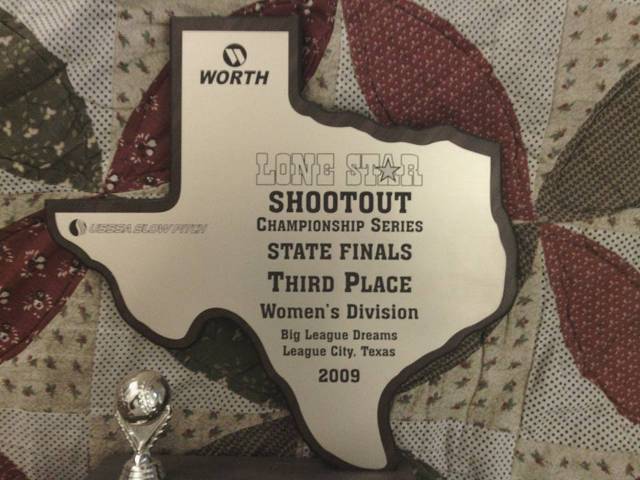 WORTH
LONE STAR
SHOOTOUT
CHAMPIONSHIP SERIES
USSSA SLOW PITCH
STATE FINALS
THIRD PLACE
Women's Division
Big League Dreams
League City, Texas
2009